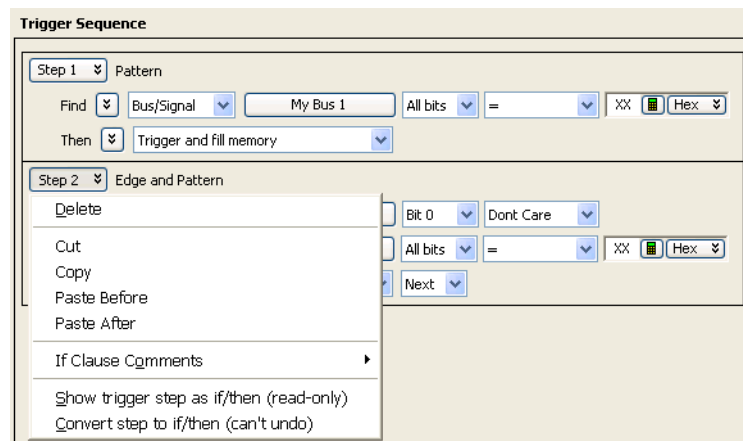 Trigger Sequence
Step 1 Pattern
Find Bus/Signal My Bus 1 All bits = XX Hex
Then Trigger and fill memory
Step 2 Edge and Pattern
Delete
Bit 0 Dont Care
Cut
All bits = XX Hex
Copy
Paste Before
Next
Paste After
If Clause Comments
Show trigger step as if/then (read-only)
Convert step to if/then (can't undo)